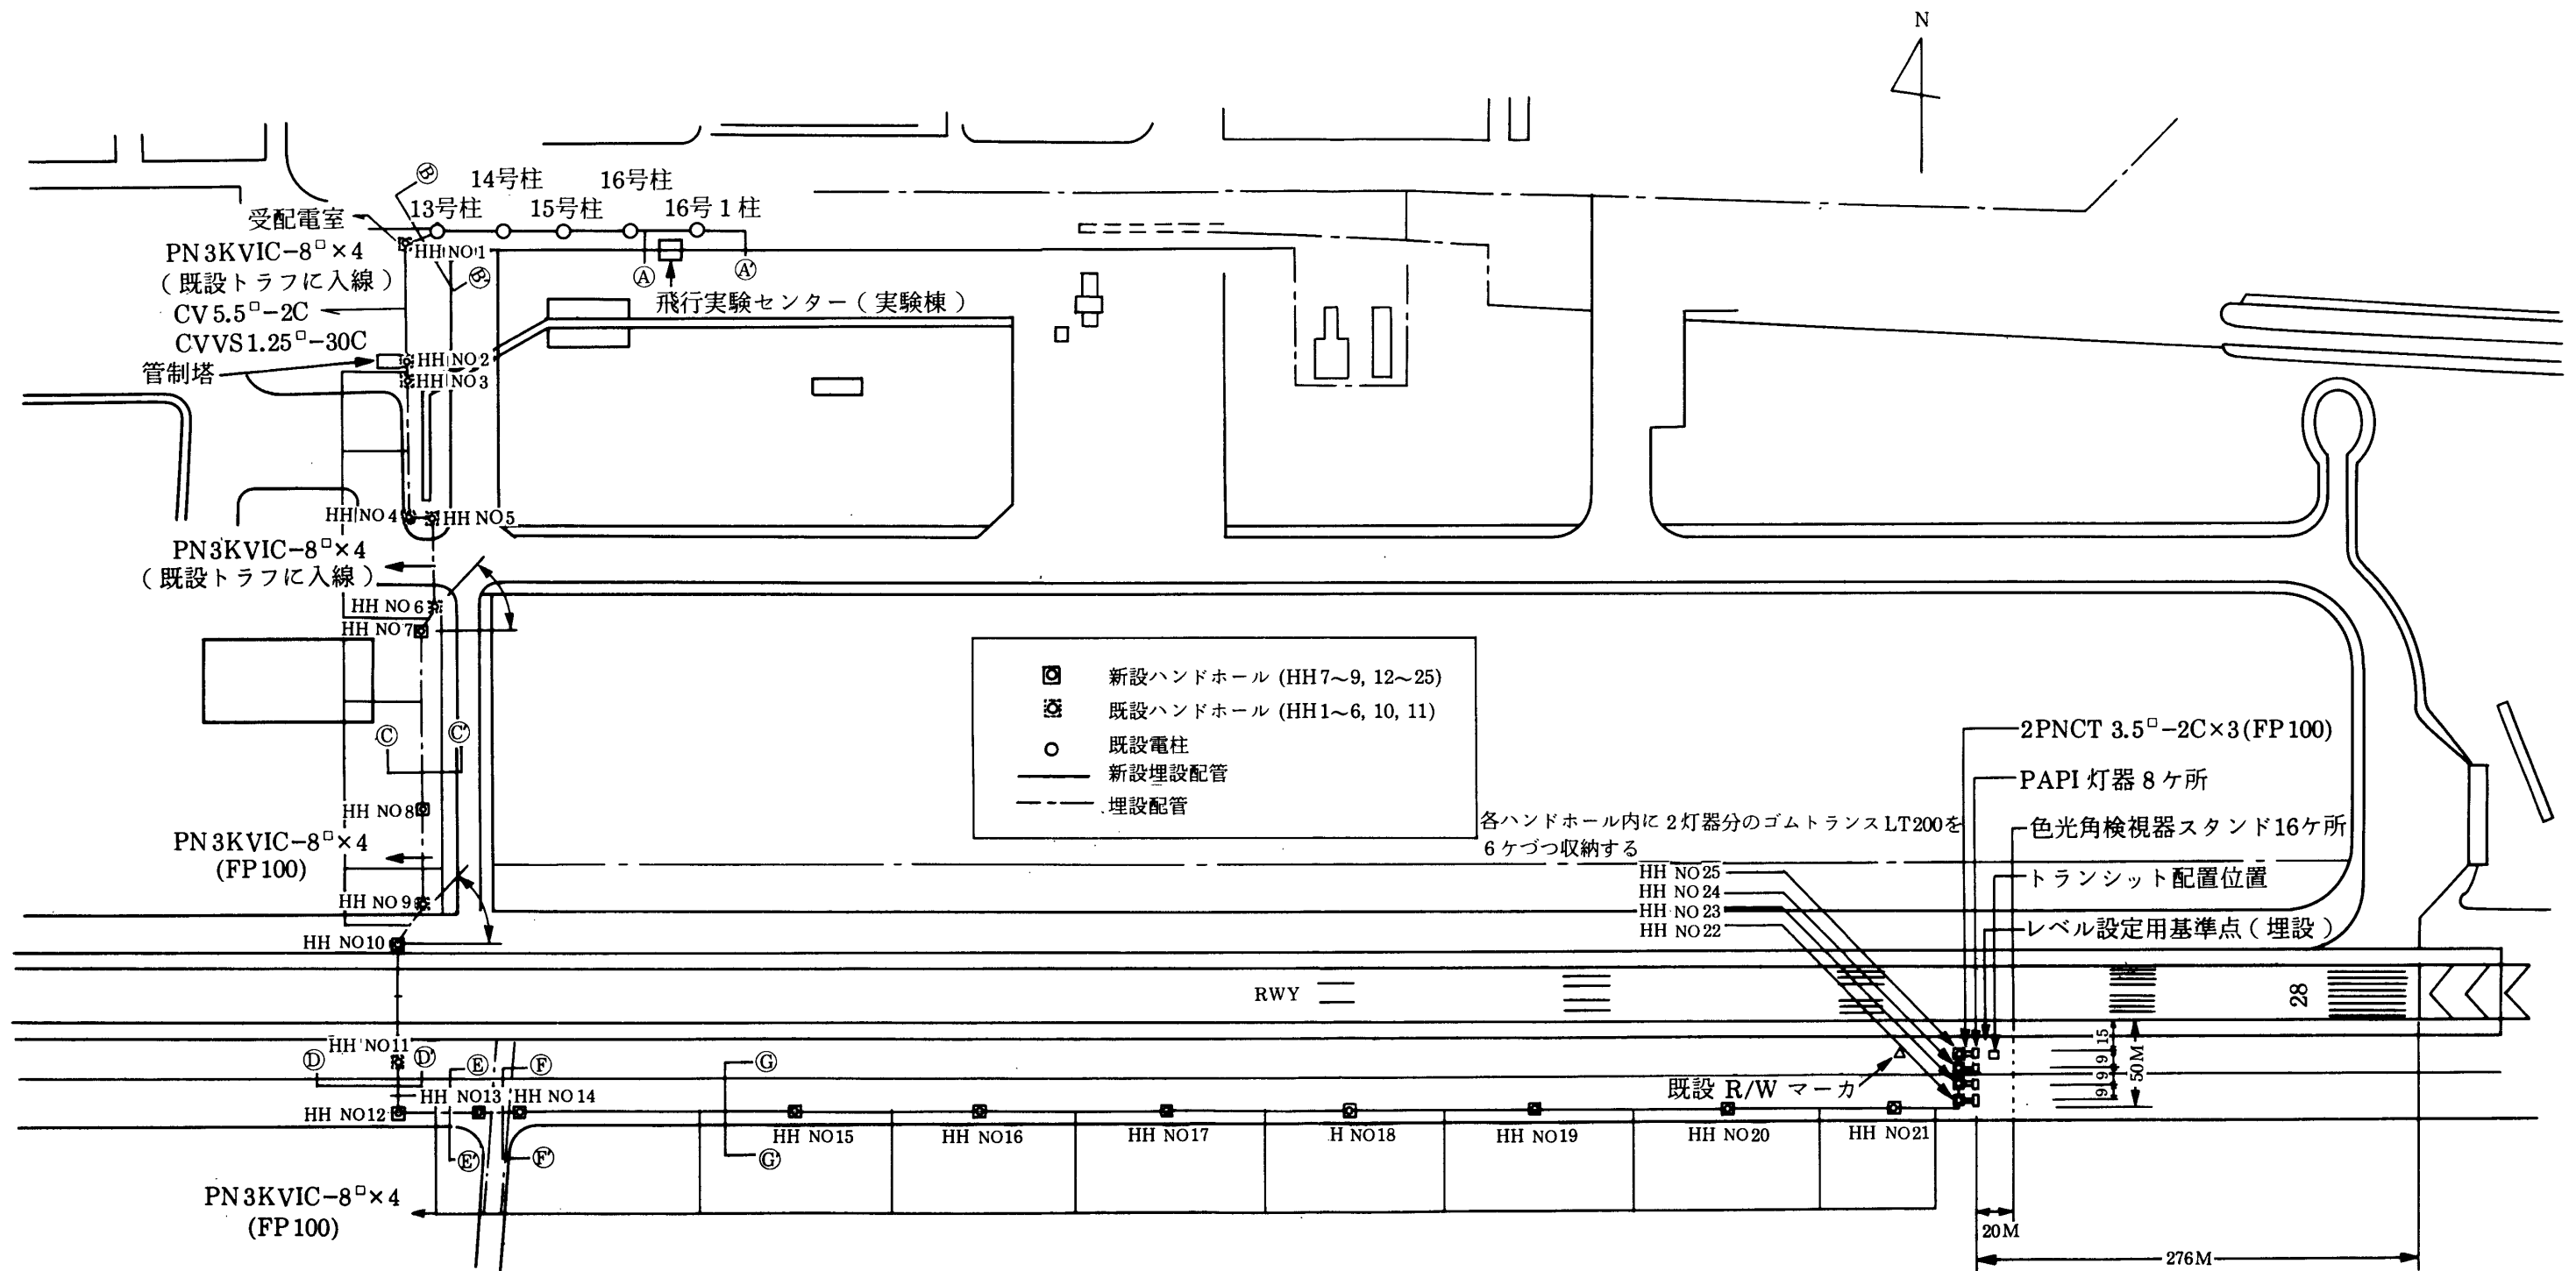 N
Ⓑ
14号柱
16号柱
13号柱
15号柱
16号1柱
受配電室
PN3KVIC-8□×4
(既設トラフに入線)
HH NO1
Ⓑ'
Ⓐ
Ⓐ'
飛行実験センター(実験棟)
CV5.5□-2C
CVVS1.25□-30C
管制塔
HH NO2
HH NO3
HH NO4
HH NO5
PN3KVIC-8□×4
(既設トラフに入線)
HH NO6
HH NO7
新設ハンドホール (HH7~9, 12~25)
既設ハンドホール (HH1~6, 10, 11)
既設電柱
新設埋設配管
埋設配管
Ⓒ
Ⓒ'
HH NO8
PN3KVIC-8□×4
(FP100)
HH NO9
HH NO10
2PNCT 3.5□-2C×3(FP100)
PAPI 灯器 8ケ所
色光角検視器スタンド16ケ所
トランシット配置位置
レベル設定用基準点(埋設)
各ハンドホール内に2灯器分のゴムトランスLT200を
6ケづつ収納する
HH NO25
HH NO24
HH NO23
HH NO22
RWY
28
HH NO11
Ⓓ
Ⓓ'
Ⓔ
Ⓕ
Ⓖ
HH NO13
HH NO14
HH NO12
Ⓔ'
Ⓕ'
Ⓖ'
既設 R/W マーカ
15
9
9
9
50M
HH NO15
HH NO16
HH NO17
H NO18
HH NO19
HH NO20
HH NO21
PN3KVIC-8□×4
(FP100)
20M
276M